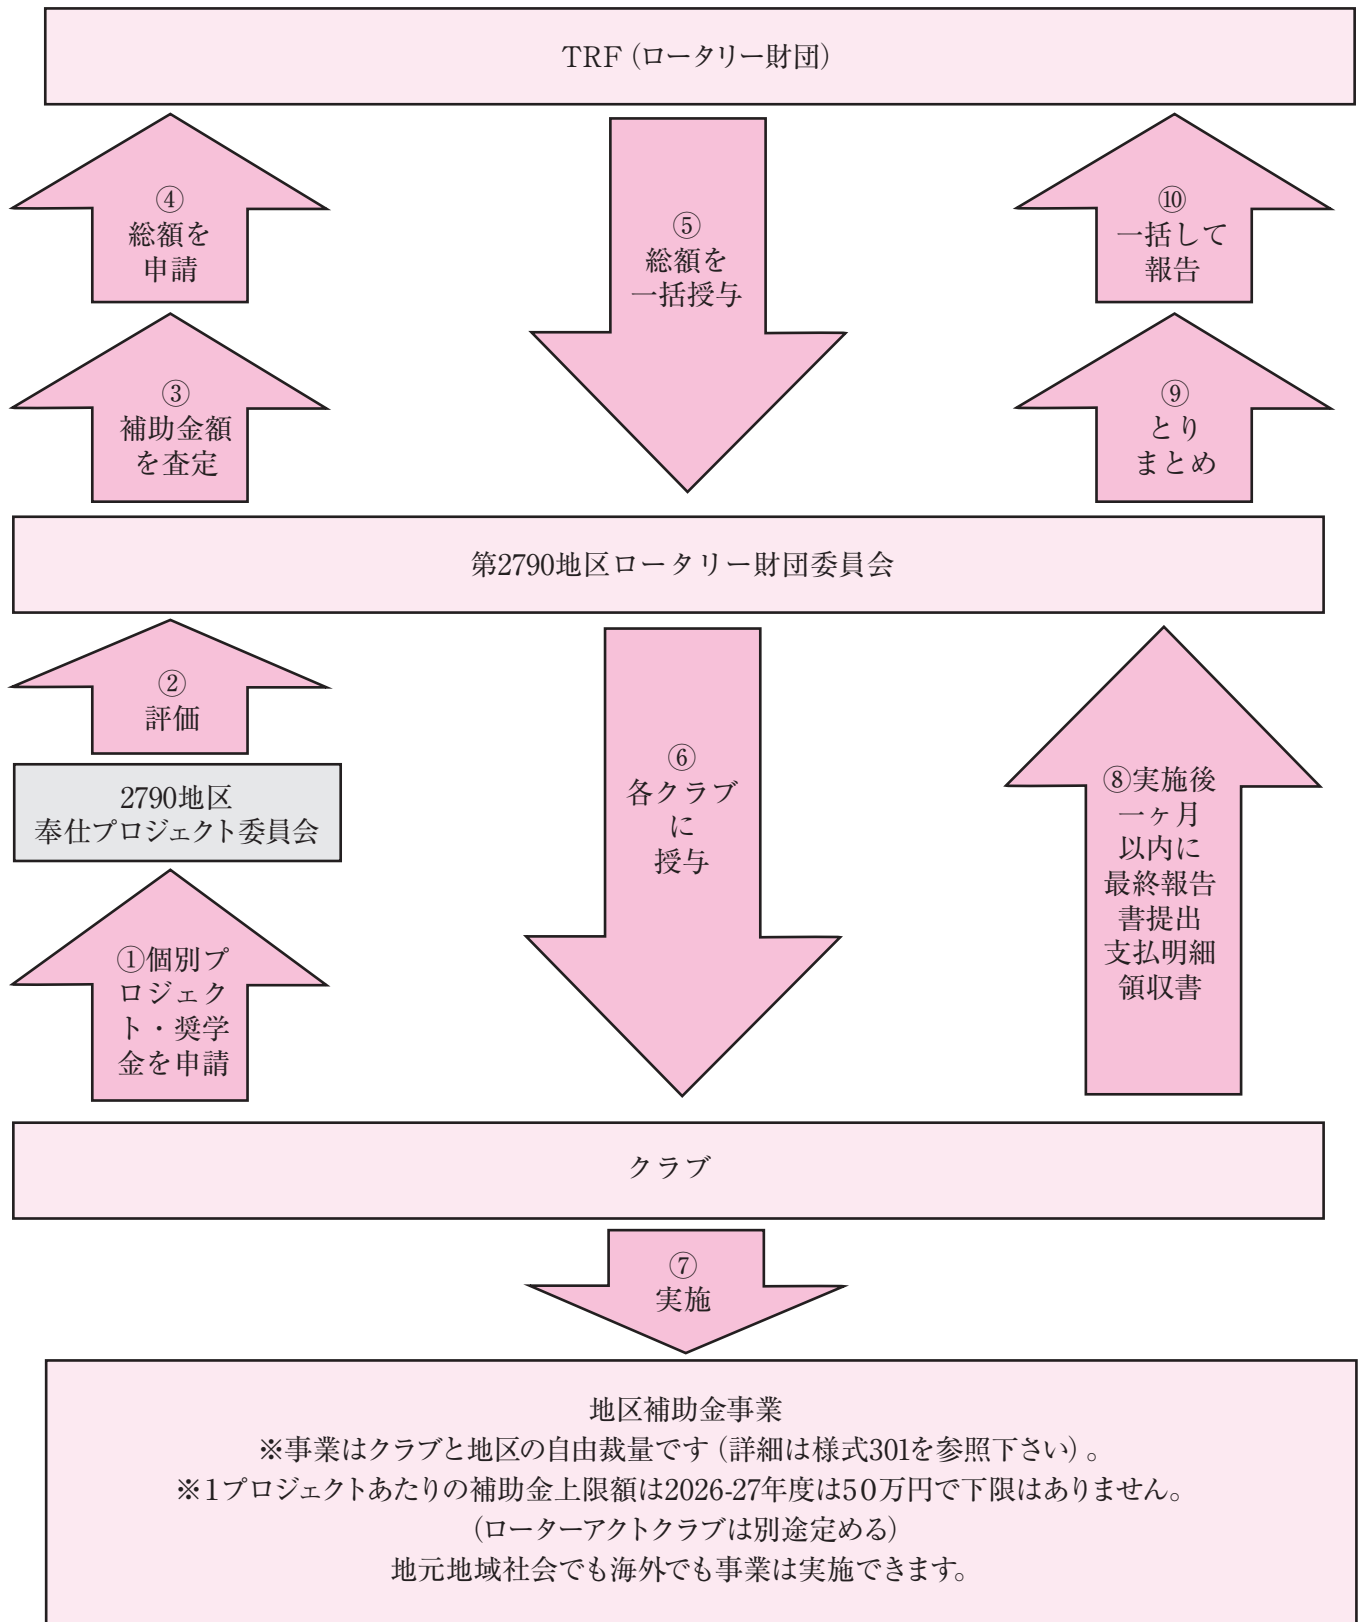 TRF（ロータリー財団）
④
総額を
申請
⑤
総額を
一括授与
⑩
一括して
報告
③
補助金額
を査定
⑨
とり
まとめ
第2790地区ロータリー財団委員会
②
評価
2790地区
奉仕プロジェクト委員会
①個別プ
ロジェク
ト・奨学
金を申請
⑥
各クラブ
に
授与
⑧実施後
一ヶ月
以内に
最終報告
書提出
支払明細
領収書
クラブ
⑦
実施
地区補助金事業
※事業はクラブと地区の自由裁量です（詳細は様式301を参照下さい）。
※１プロジェクトあたりの補助金上限額は2026-27年度は５０万円で下限はありません。
（ローターアクトクラブは別途定める）
地元地域社会でも海外でも事業は実施できます。